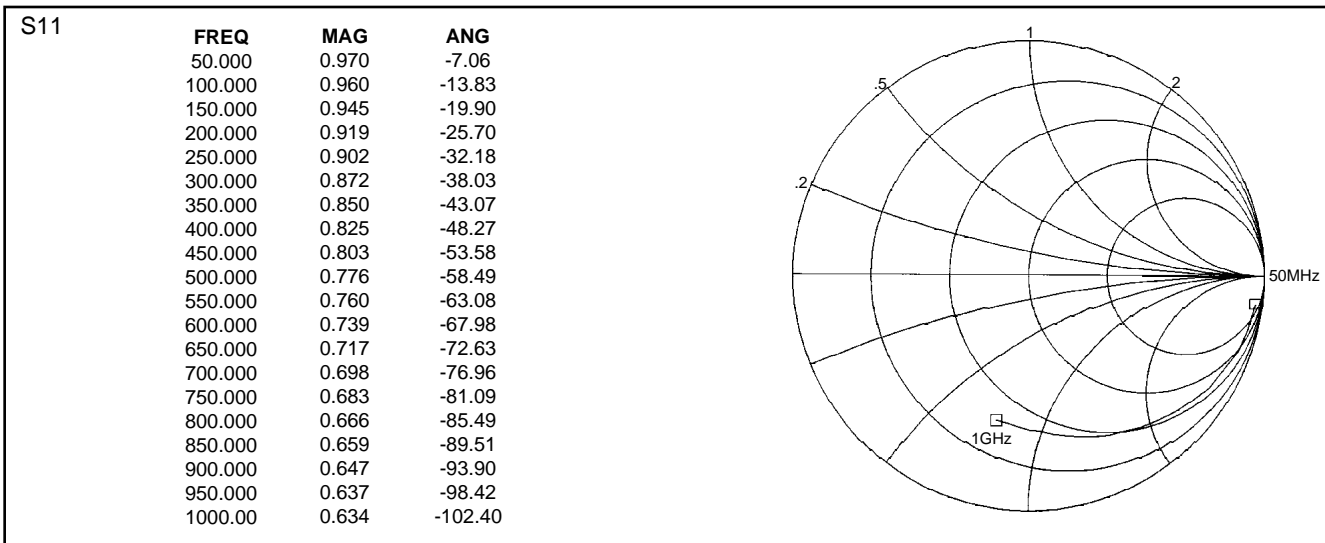 S11
FREQ MAG ANG
50.000 0.970 -7.06
100.000 0.960 -13.83
150.000 0.945 -19.90
200.000 0.919 -25.70
250.000 0.902 -32.18
300.000 0.872 -38.03
350.000 0.850 -43.07
400.000 0.825 -48.27
450.000 0.803 -53.58
500.000 0.776 -58.49
550.000 0.760 -63.08
600.000 0.739 -67.98
650.000 0.717 -72.63
700.000 0.698 -76.96
750.000 0.683 -81.09
800.000 0.666 -85.49
850.000 0.659 -89.51
900.000 0.647 -93.90
950.000 0.637 -98.42
1000.00 0.634 -102.40
1
.5
2
.2
50MHz
1GHz